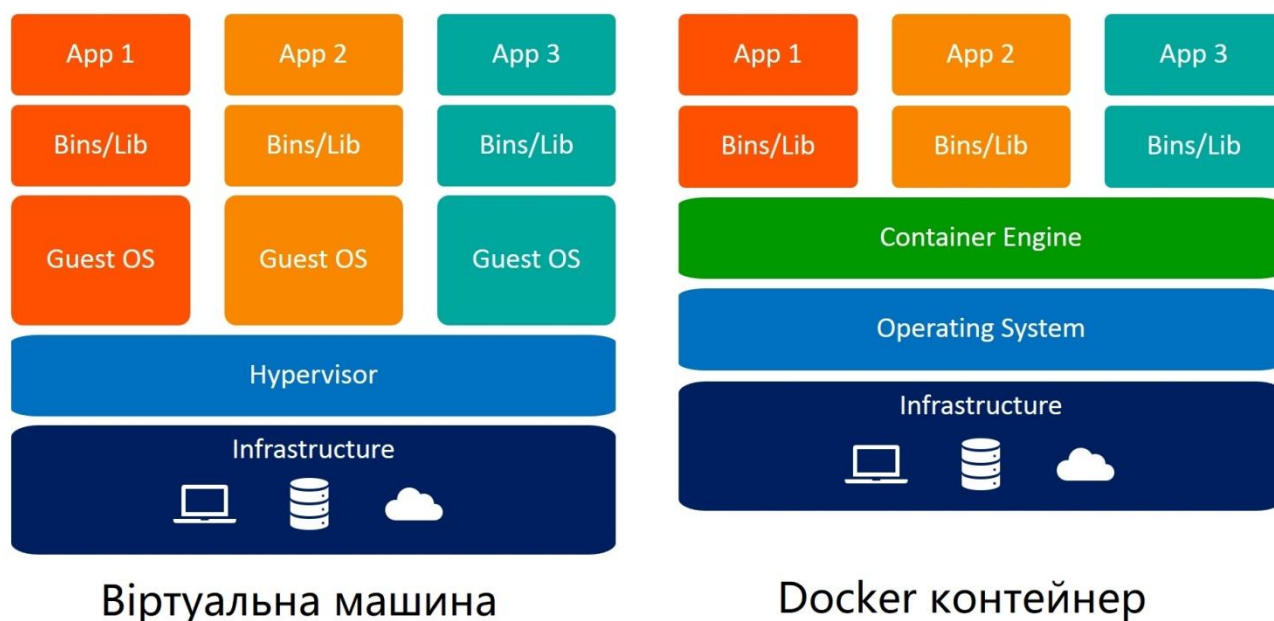 App 1
App 2
App 3
Bins/Lib
Bins/Lib
Bins/Lib
Guest OS
Guest OS
Guest OS
Hypervisor
Infrastructure
Віртуальна машина
App 1
App 2
App 3
Bins/Lib
Bins/Lib
Bins/Lib
Container Engine
Operating System
Infrastructure
Docker контейнер